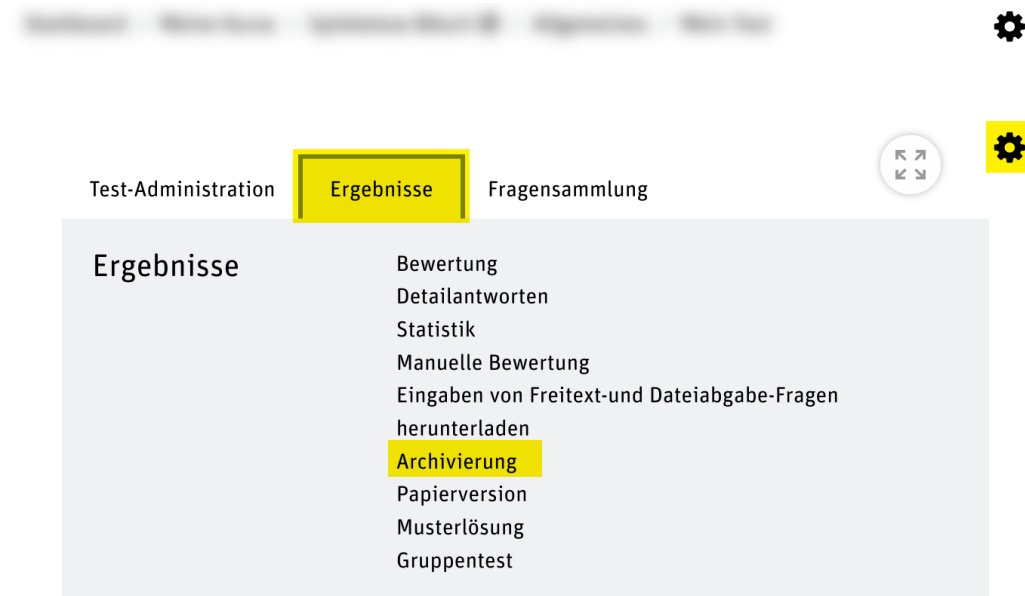 Test-Administration Ergebnisse Fragensammlung
Ergebnisse
Bewertung
Detailantworten
Statistik
Manuelle Bewertung
Eingaben von Freitext-und Dateiabgabe-Fragen
herunterladen
Archivierung
Papierversion
Musterlösung
Gruppentest